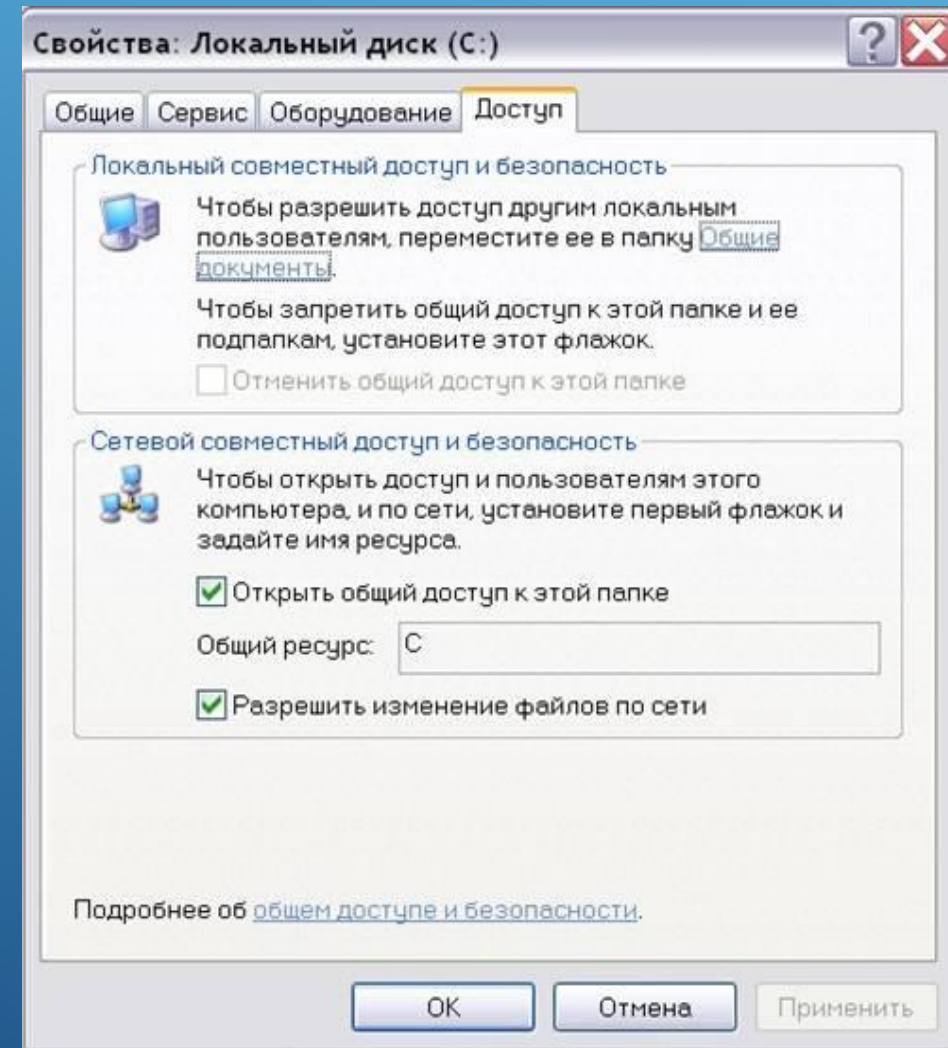 Свойства: Локальный диск (C:)
Общие Сервис Оборудование Доступ
Локальный совместный доступ и безопасность
Чтобы разрешить доступ другим локальным
пользователям, переместите ее в папку Общие
документы.
Чтобы запретить общий доступ к этой папке и ее
подпапкам, установите этот флажок.
Отменить общий доступ к этой папке
Сетевой совместный доступ и безопасность
Чтобы открыть доступ и пользователям этого
компьютера, и по сети, установите первый флажок и
задайте имя ресурса.
Открыть общий доступ к этой папке
Общий ресурс: C
Разрешить изменение файлов по сети
Подробнее об общем доступе и безопасности.
OK Отмена Применить